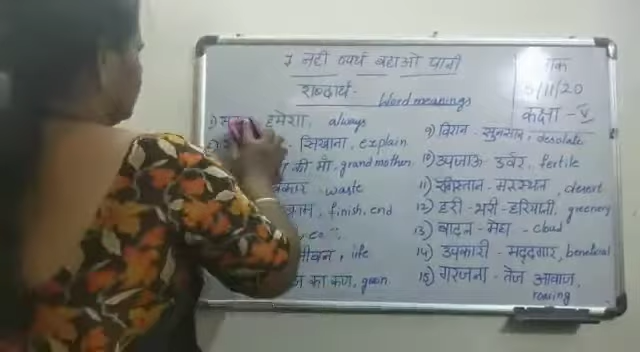 7 नदी व्यर्थ बहाओ पानी
शब्दार्थ- Word meanings
5/11/20
कक्षा - V
1) हमेशा, always
- सिखाना, explain
की माँ, grand mother
waste
finish, end
जीवन, life
का कण, grain
9) विरान - सुनसान, desolate
10) उपजाऊ - उर्वर, fertile
11) रेगिस्तान - मरुस्थल, desert
12) हरी-भरी-हरियाली, greenery
13) बादल - मेघ - cloud
14) उपकारी - मददगार, beneficial
15) गरजना - तेज आवाज,
roaring